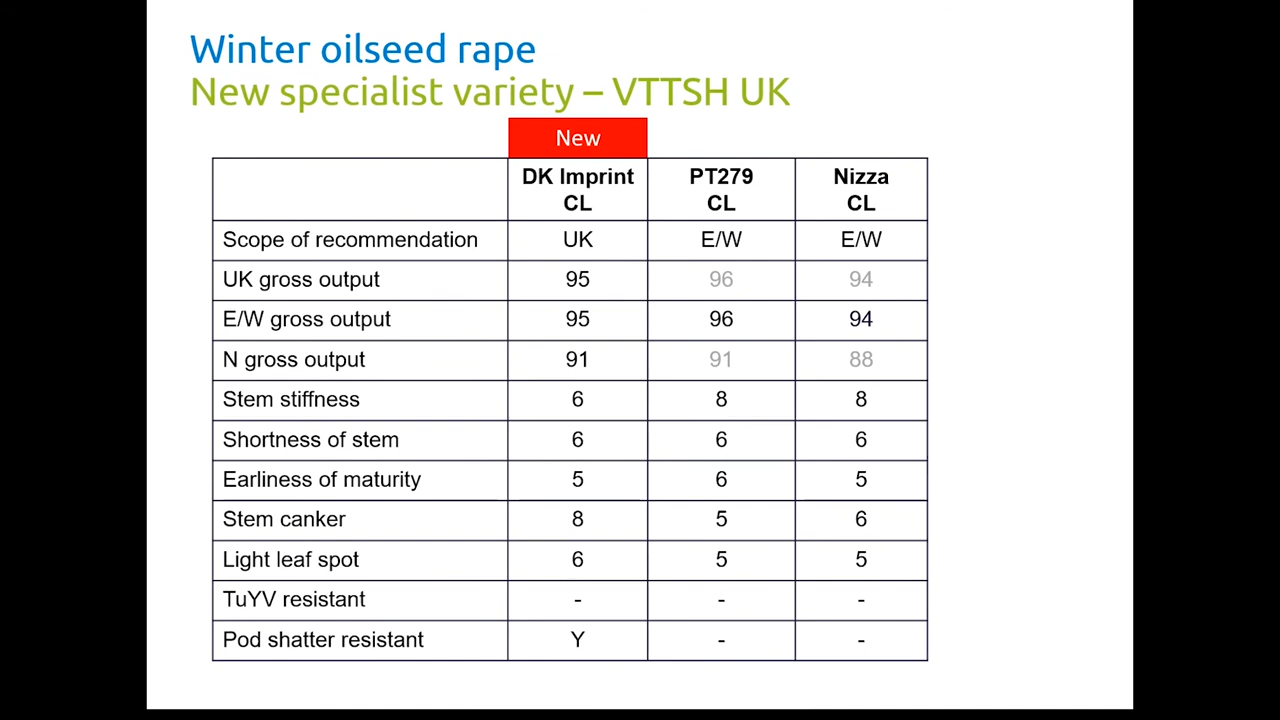 Winter oilseed rape
New specialist variety – VTTSH UK
New
DK Imprint CL PT279 CL Nizza CL
Scope of recommendation UK E/W E/W
UK gross output 95 96 94
E/W gross output 95 96 94
N gross output 91 91 88
Stem stiffness 6 8 8
Shortness of stem 6 6 6
Earliness of maturity 5 6 5
Stem canker 8 5 6
Light leaf spot 6 5 5
TuYV resistant - - -
Pod shatter resistant Y - -